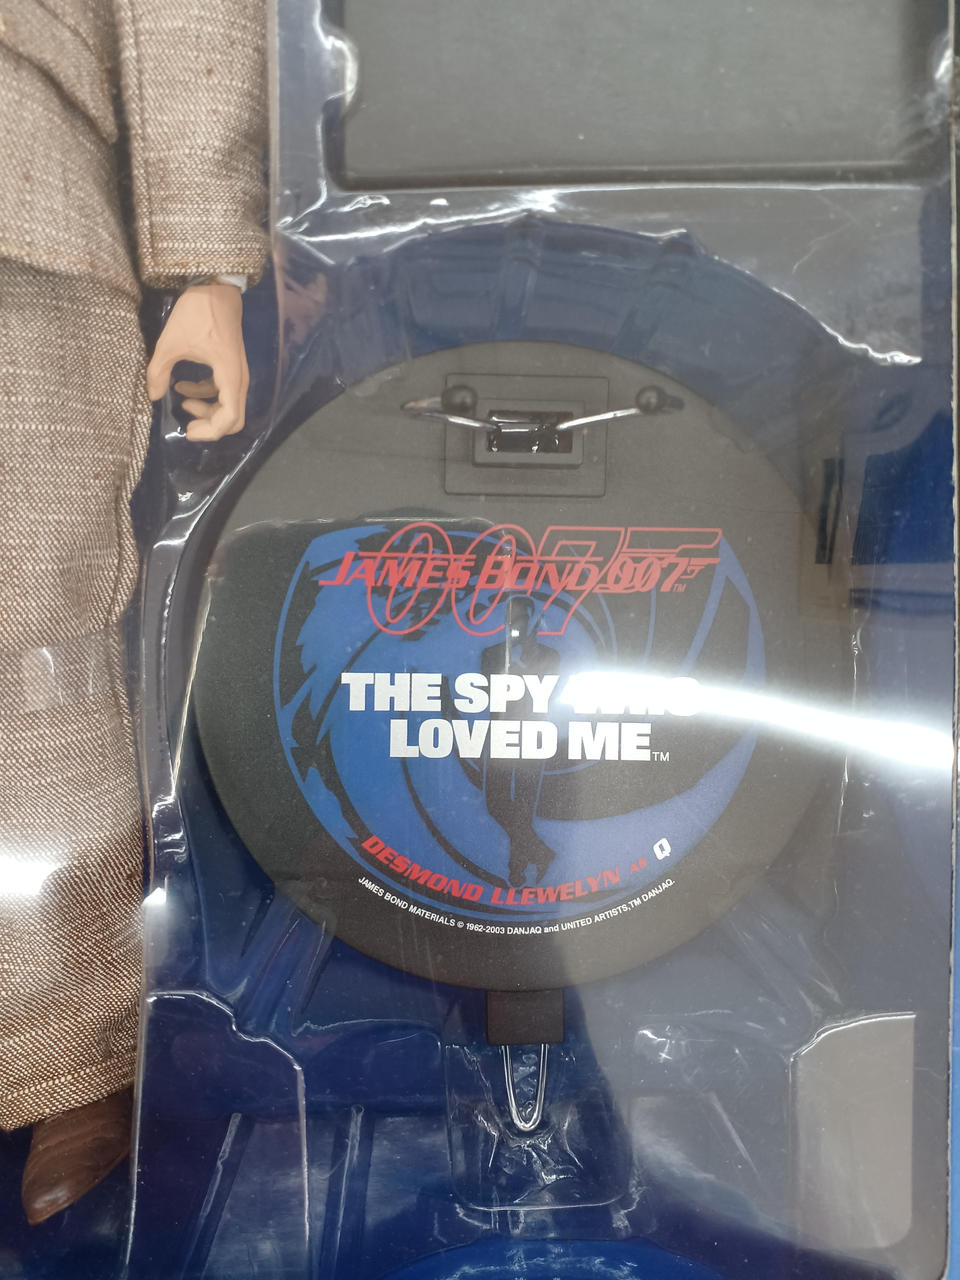 007
JAMES BOND 007 TM
THE SPY WHO
LOVED ME TM
DESMOND LLEWELYN AS Q
JAMES BOND MATERIALS © 1962-2003 DANJAQ and UNITED ARTISTS,TM DANJAQ.